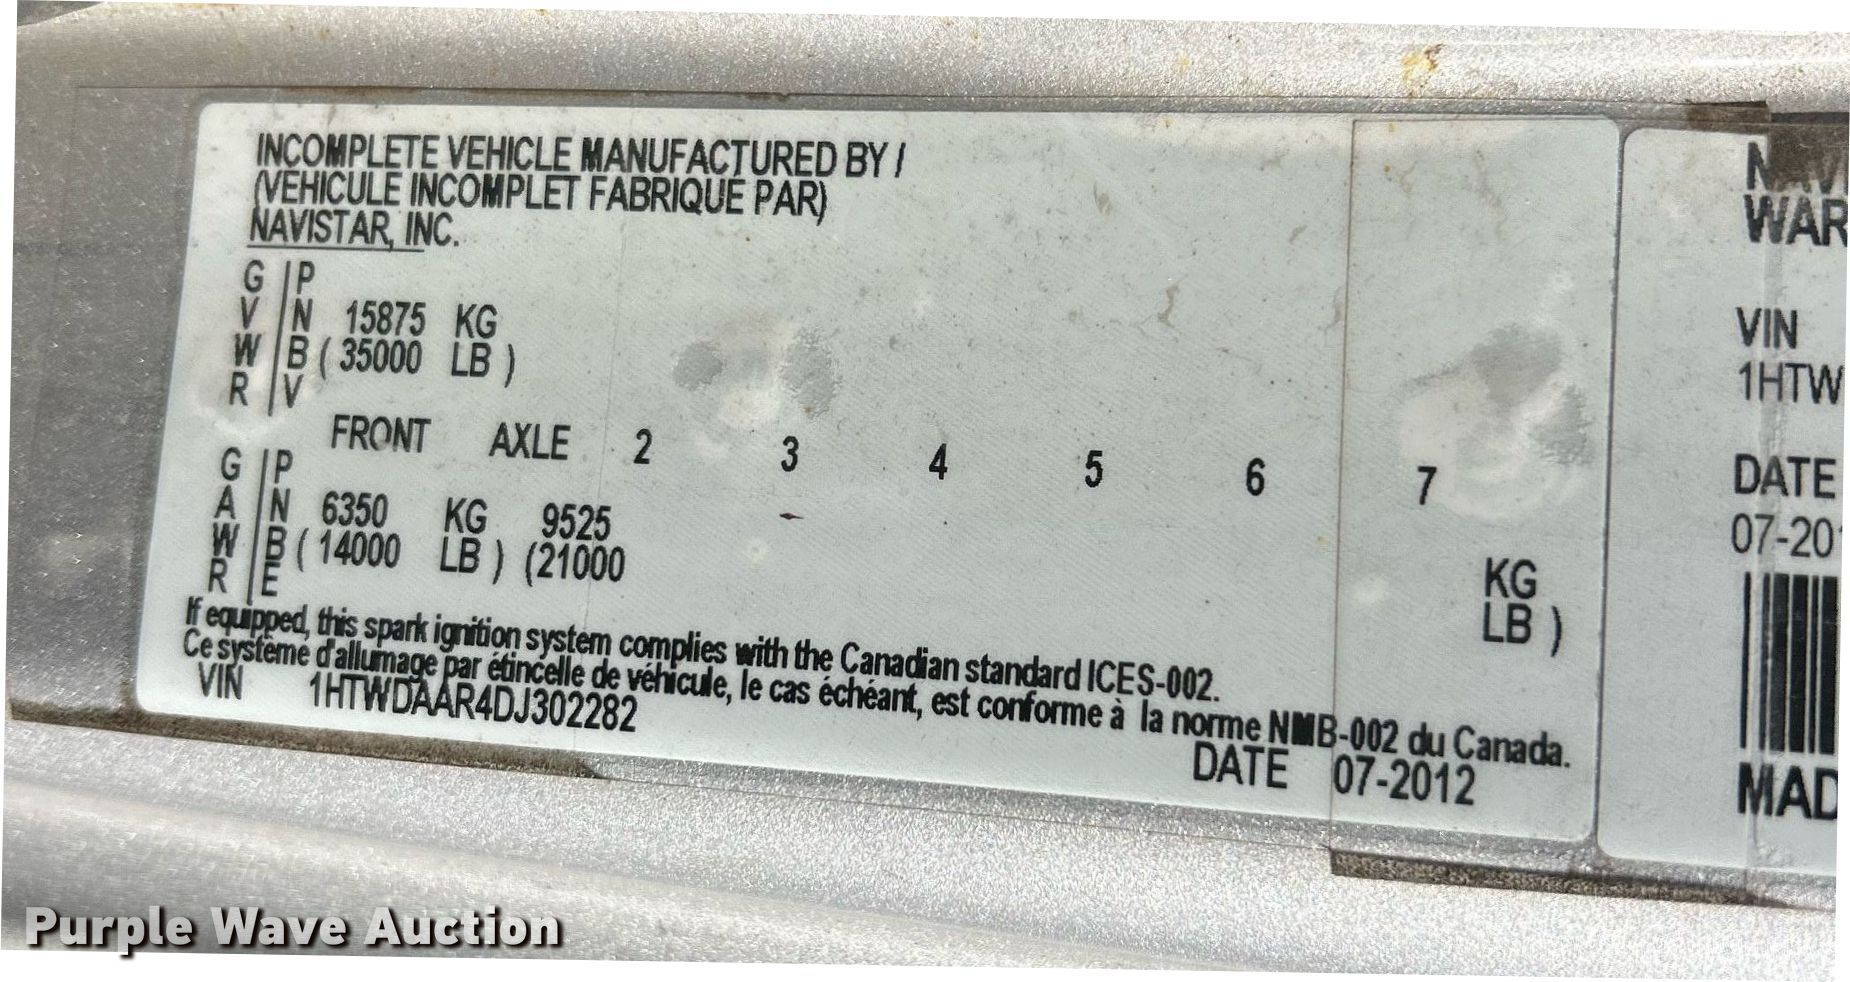 INCOMPLETE VEHICLE MANUFACTURED BY /
(VEHICULE INCOMPLET FABRIQUE PAR)
NAVISTAR, INC.
G P
V N 15875 KG
W B ( 35000 LB )
R V
FRONT AXLE 2 3 4 5 6 7
G P
A N 6350 KG 9525 KG
W B ( 14000 LB ) (21000 LB )
R E
If equipped, this spark ignition system complies with the Canadian standard ICES-002.
Ce système d'allumage par étincelle de véhicule, le cas échéant, est conforme à la norme NMB-002 du Canada.
VIN 1HTWDAAR4DJ302282
DATE 07-2012
NAVI
WAR
VIN
1HTW
DATE
07-201
MAD
Purple Wave Auction